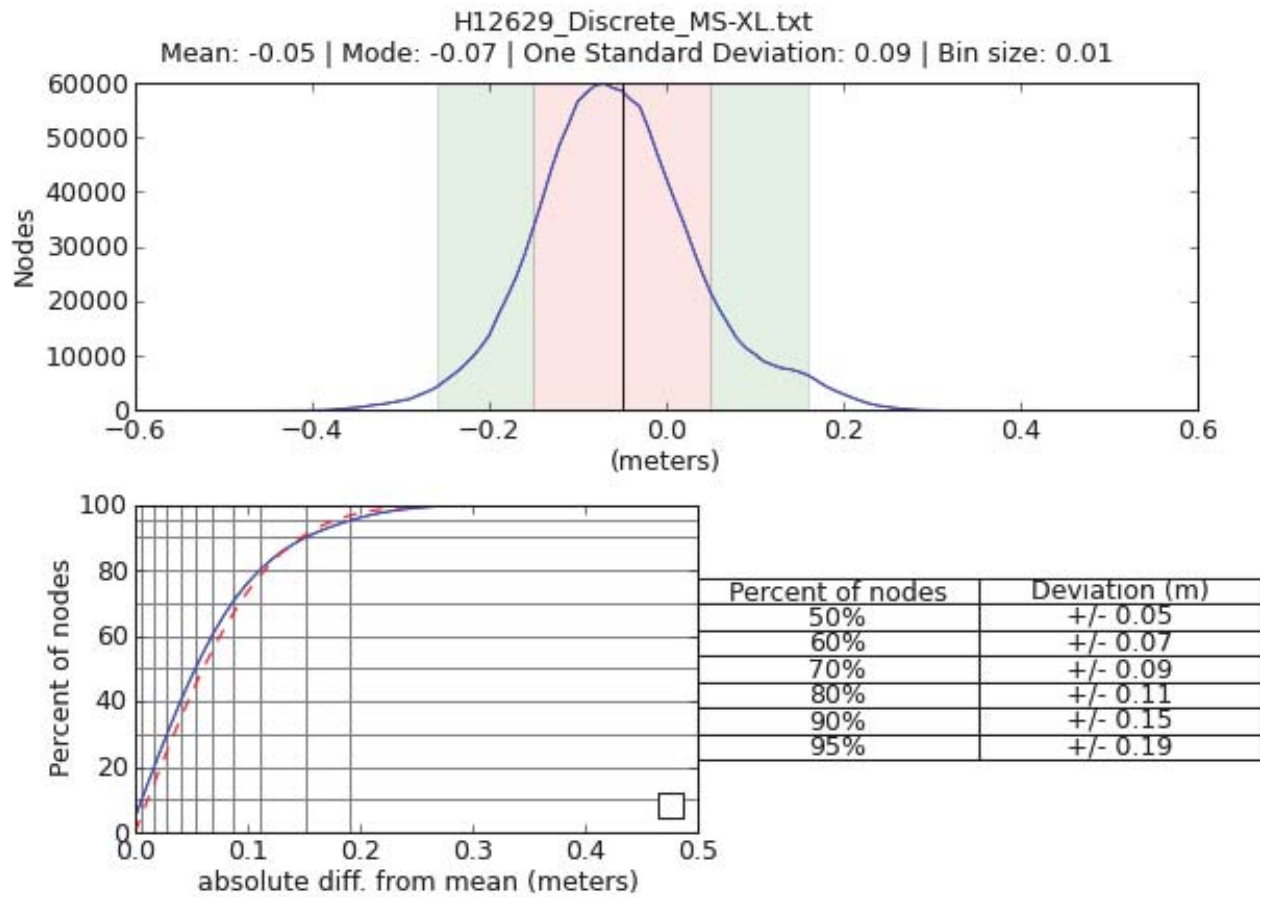 H12629_Discrete_MS-XL.txt
Mean: -0.05 | Mode: -0.07 | One Standard Deviation: 0.09 | Bin size: 0.01
60000
50000
40000
30000
20000
10000
0
Nodes
−0.6 −0.4 −0.2 0.0 0.2 0.4 0.6
(meters)
100
80
60
40
20
0
Percent of nodes
0.0 0.1 0.2 0.3 0.4 0.5
absolute diff. from mean (meters)
Percent of nodes Deviation (m)
50% +/- 0.05
60% +/- 0.07
70% +/- 0.09
80% +/- 0.11
90% +/- 0.15
95% +/- 0.19